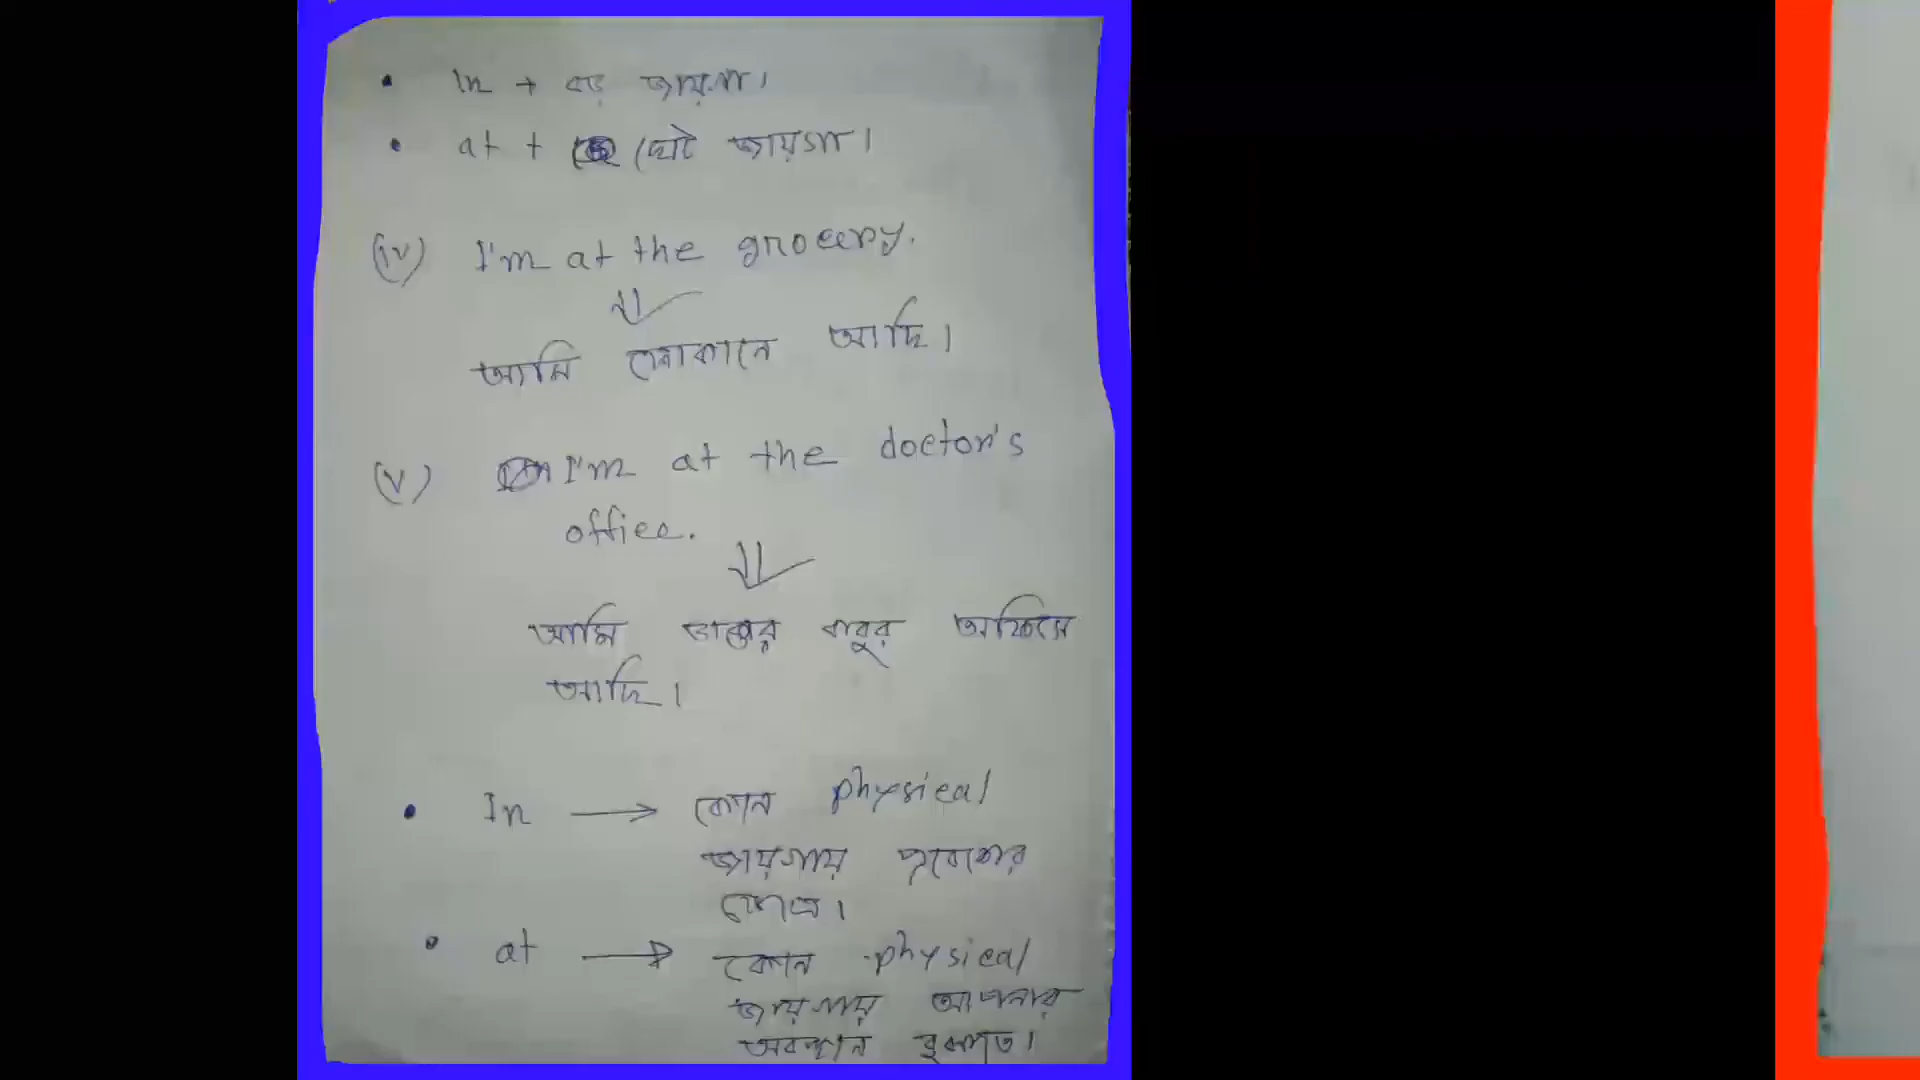 • In + বড় জায়গা।
• at + ছোট জায়গা।
(iv) I'm at the grocery.
আমি দোকানে আছি।
(v) I'm at the doctor's
office.
আমি ডাক্তার বাবুর অফিসে
আছি।
• In → কোন physical
জায়গায় প্রবেশের
ক্ষেত্রে।
• at → কোন physical
জায়গায় আপনার
অবস্থান বুঝাতে।